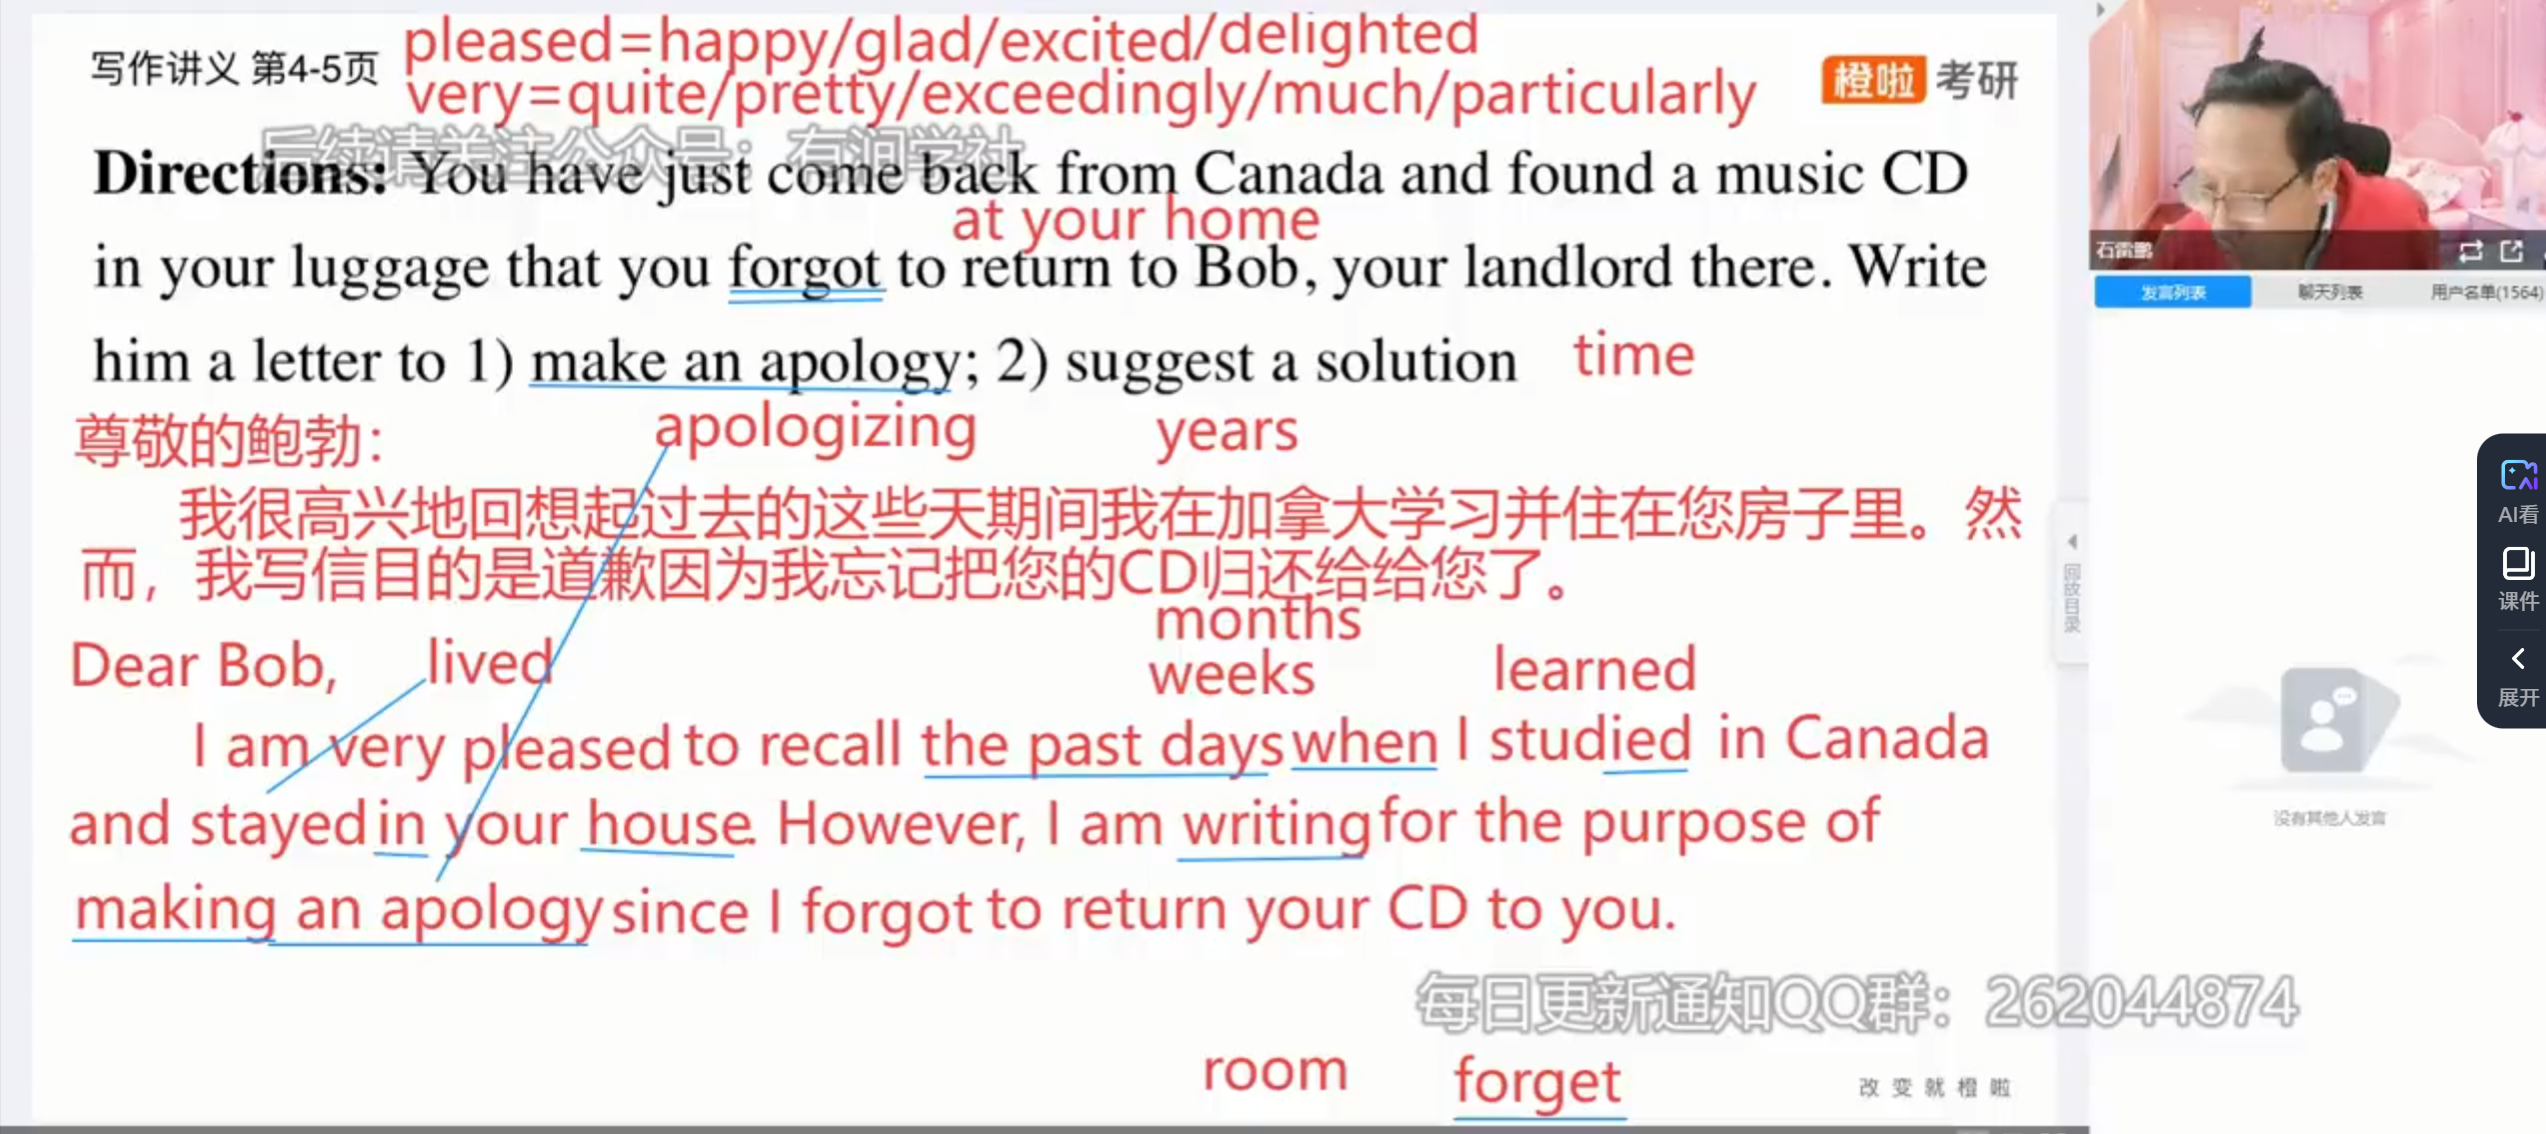 写作讲义 第4-5页
pleased=happy/glad/excited/delighted
very=quite/pretty/exceedingly/much/particularly
橙啦 考研
后续请关注公众号：有润学社
Directions: You have just come back from Canada and found a music CD
at your home
in your luggage that you forgot to return to Bob, your landlord there. Write
him a letter to 1) make an apology; 2) suggest a solution
time
尊敬的鲍勃：
apologizing
years
我很高兴地回想起过去的这些天期间我在加拿大学习并住在您房子里。然
而，我写信目的是道歉因为我忘记把您的CD归还给给您了。
months
Dear Bob,
lived
weeks
learned
I am very pleased to recall the past days when I studied in Canada
and stayed in your house. However, I am writing for the purpose of
making an apology since I forgot to return your CD to you.
每日更新通知QQ群：262044874
room
forget
改变就橙啦
石雷鹏
发言列表
聊天列表
用户名单(1564)
回放目录
没有其他人发言
AI看
课件
展开